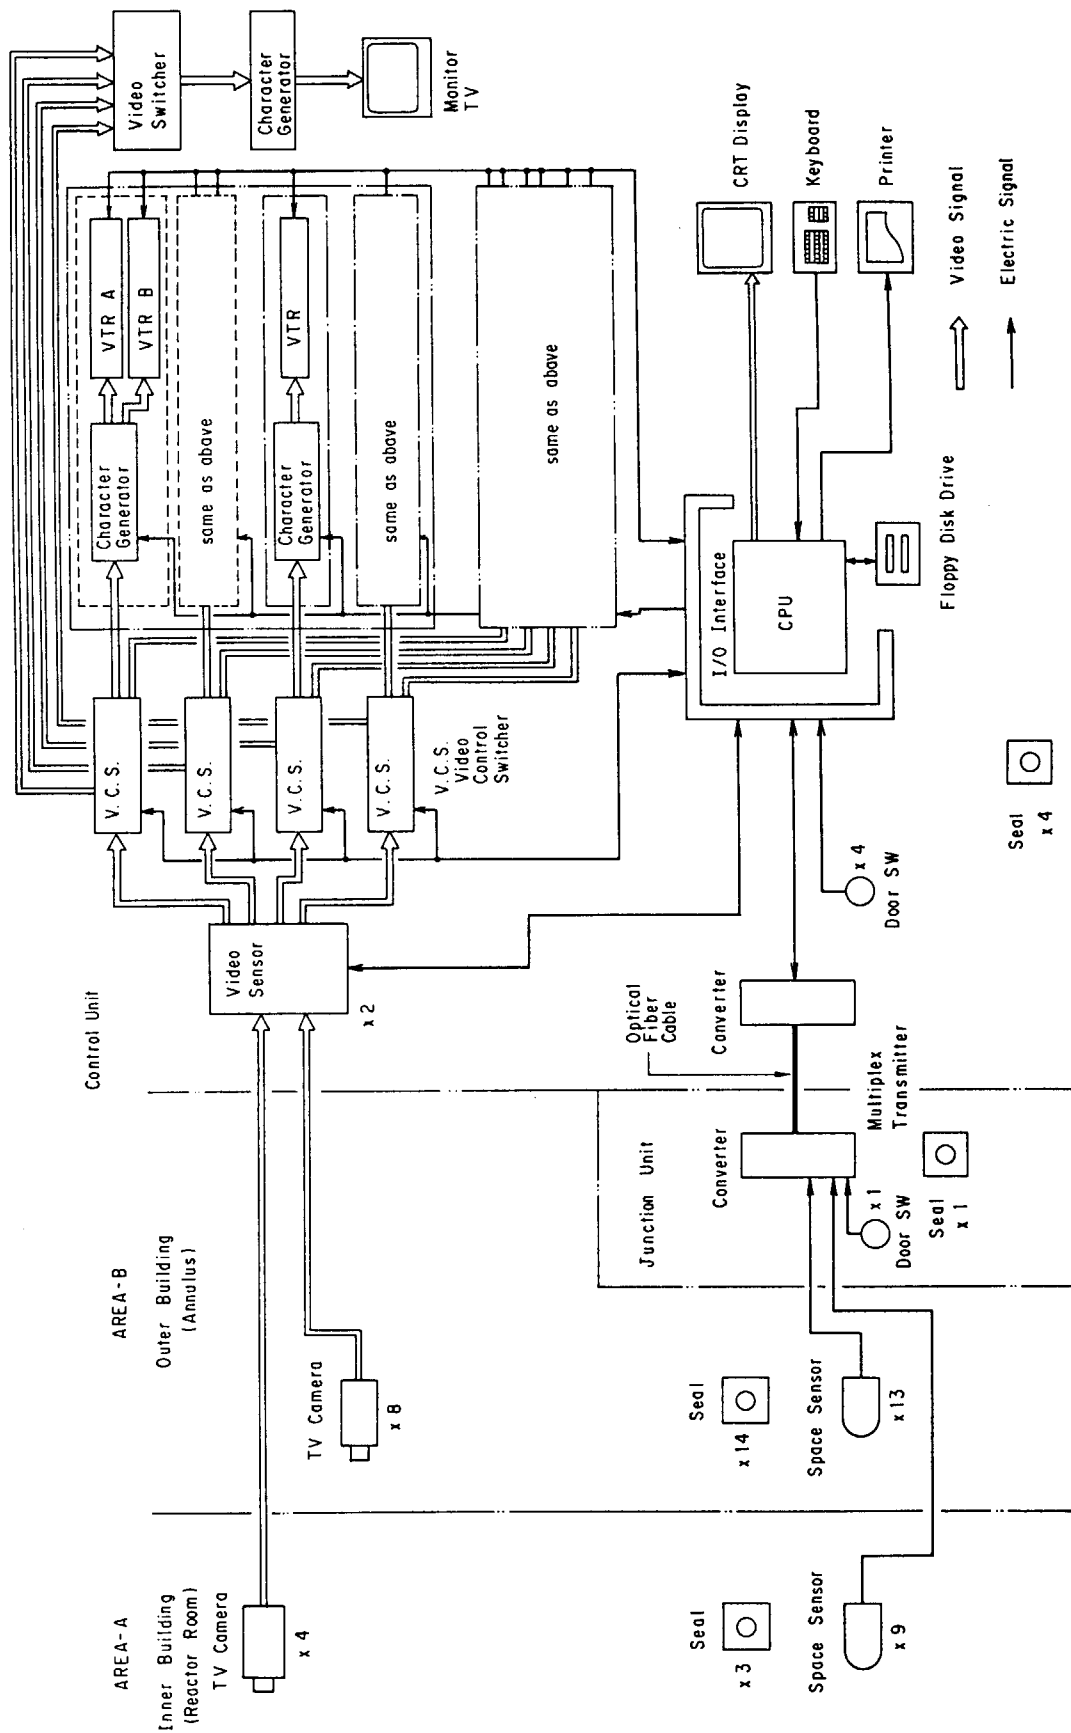 AREA-A
Inner Building
(Reactor Room)
TV Camera
x 4
Seal
x 3
Space Sensor
x 9
AREA-B
Outer Building
(Annulus)
TV Camera
x 8
Seal
x 14
Space Sensor
x 13
Junction Unit
Converter
Door SW
x 1
Seal
x 1
Multiplex
Transmitter
Control Unit
Optical
Fiber
Cable
Converter
Video
Sensor
x 2
V. C. S.
V. C. S.
V. C. S.
V. C. S.
V. C. S.
Video
Control
Switcher
Door SW
x 4
Seal
x 4
Character
Generator
VTR A
VTR B
same as above
Character
Generator
VTR
same as above
same as above
I/O Interface
CPU
Floppy Disk Drive
Video
Switcher
Character
Generator
Monitor
TV
CRT Display
Keyboard
Printer
Video Signal
Electric Signal